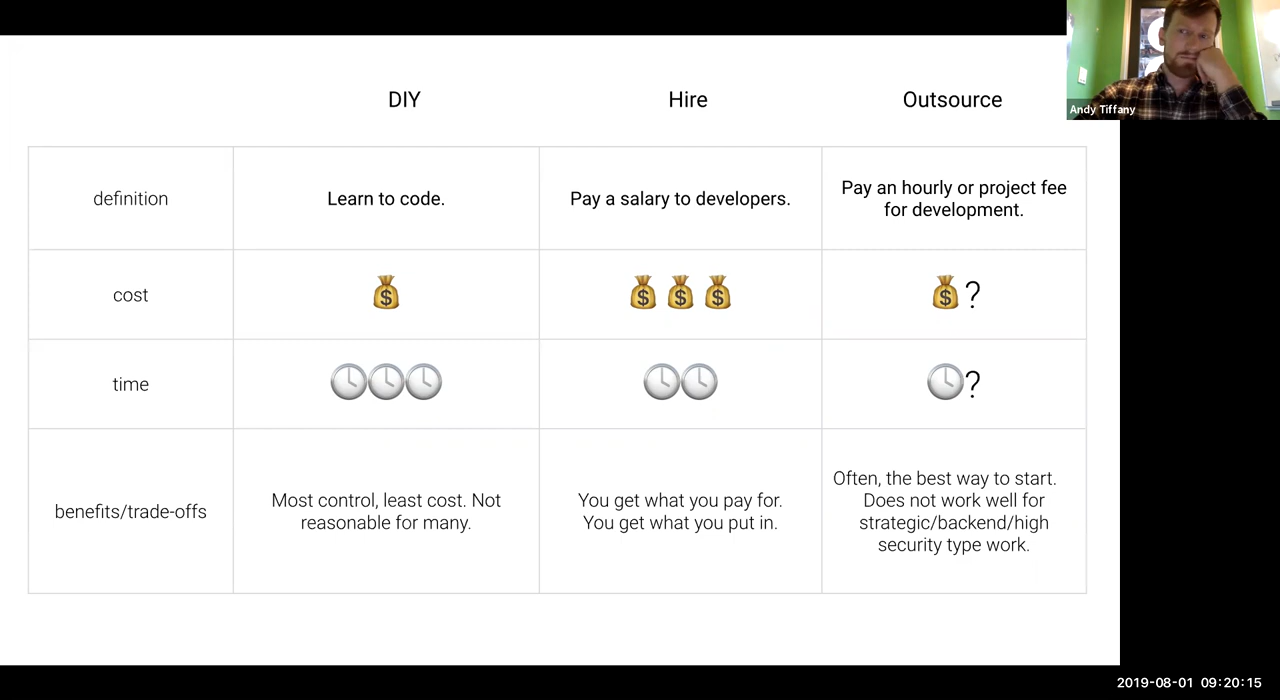 DIY
Hire
Outsource
Andy Tiffany
definition
Learn to code.
Pay a salary to developers.
Pay an hourly or project fee
for development.
cost
?
time
?
benefits/trade-offs
Most control, least cost. Not
reasonable for many.
You get what you pay for.
You get what you put in.
Often, the best way to start.
Does not work well for
strategic/backend/high
security type work.
2019-08-01 09:20:15